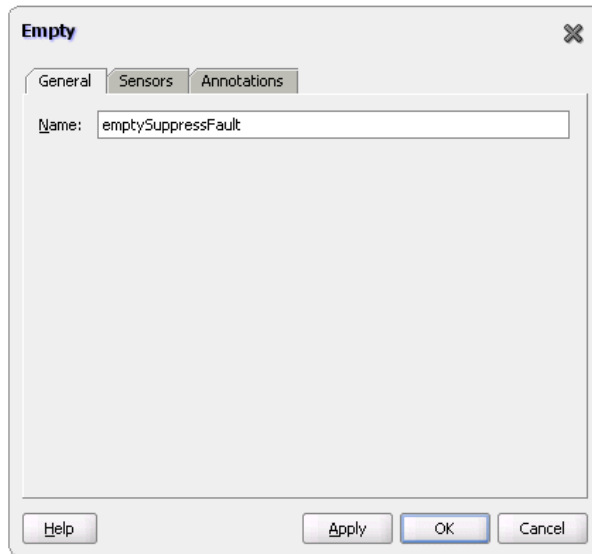 Empty
General Sensors Annotations
Name: emptySuppressFault
Help Apply OK Cancel